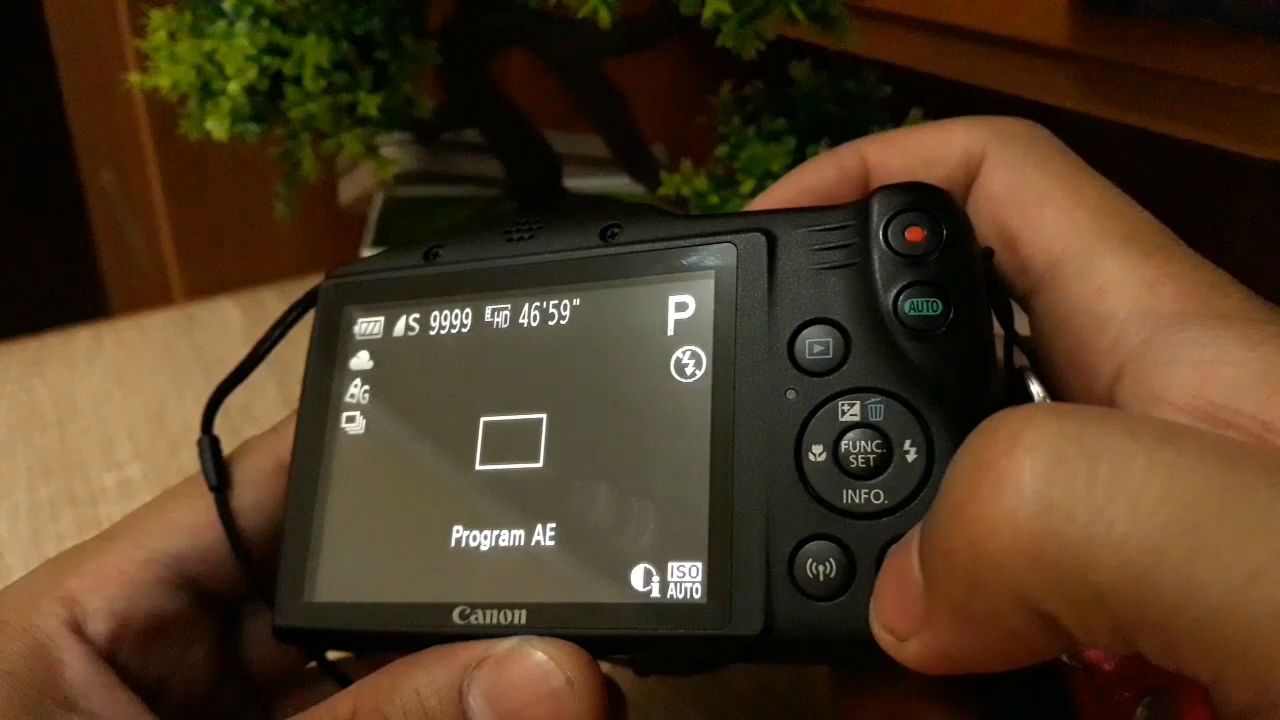 S 9999 HD 46'59" P
G
Program AE
ISO
AUTO
Canon
AUTO
FUNC.
SET
INFO.